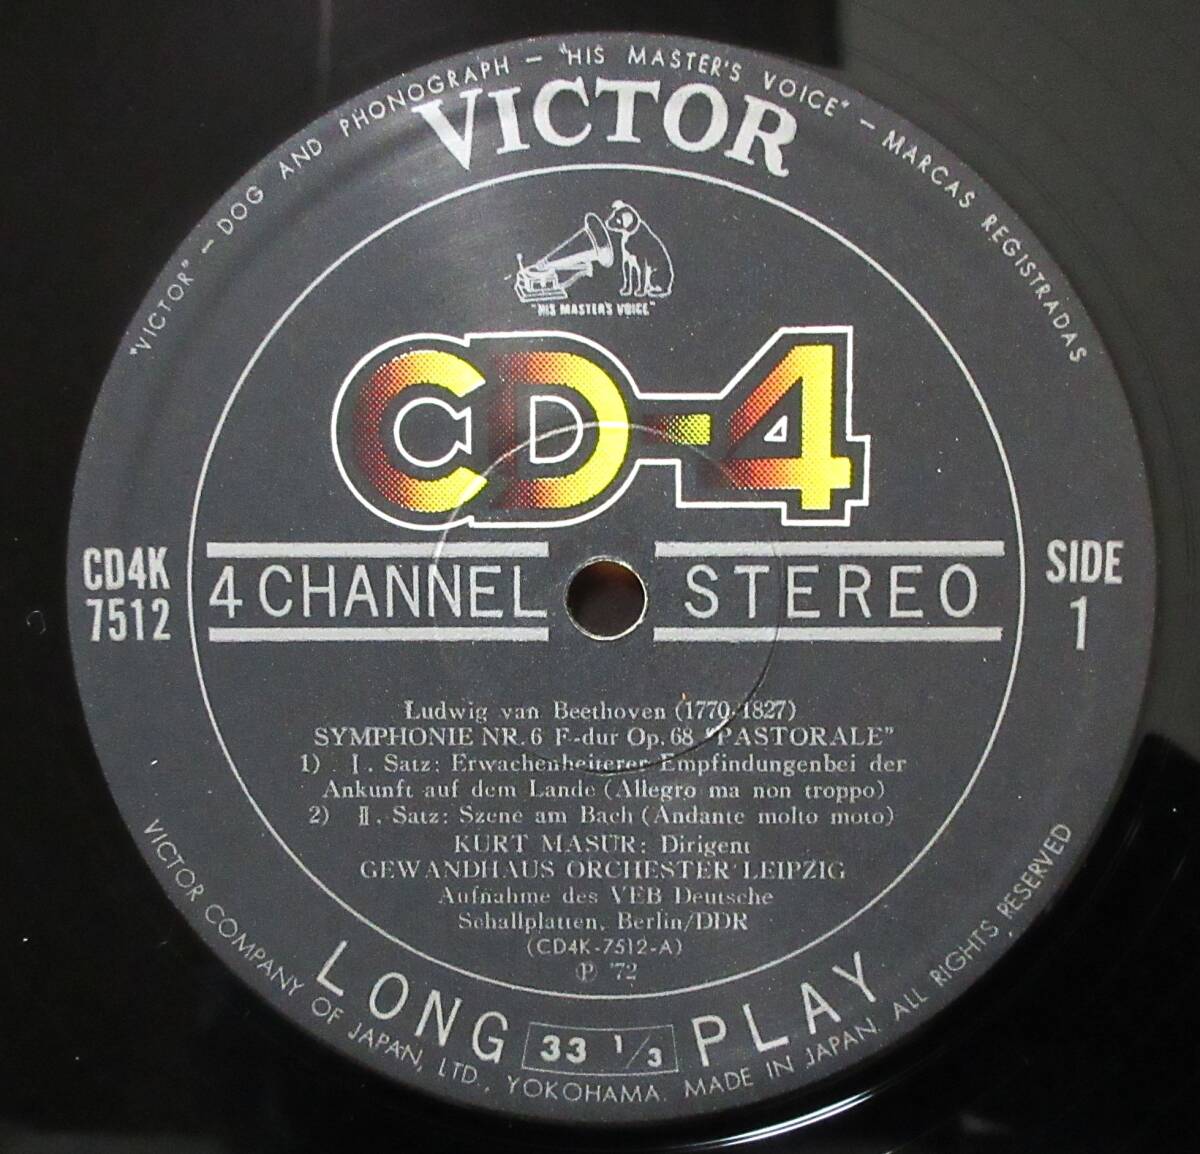 "VICTOR" – DOG AND PHONOGRAPH – "HIS MASTER'S VOICE" – MARCAS REGISTRADAS
VICTOR
"HIS MASTER'S VOICE"
CD-4
CD4K
7512
4 CHANNEL STEREO
SIDE
1
Ludwig van Beethoven (1770-1827)
SYMPHONIE NR. 6 F-dur Op. 68 "PASTORALE"
1) I. Satz: Erwachenheiterer Empfindungenbei der
Ankunft auf dem Lande (Allegro ma non troppo)
2) II. Satz: Szene am Bach (Andante molto moto)
KURT MASUR: Dirigent
GEWANDHAUS ORCHESTER LEIPZIG
Aufnahme des VEB Deutsche
Schallplatten, Berlin/DDR
(CD4K-7512-A)
Ⓟ '72
LONG 33 1/3 PLAY
VICTOR COMPANY OF JAPAN, LTD., YOKOHAMA. MADE IN JAPAN. ALL RIGHTS RESERVED